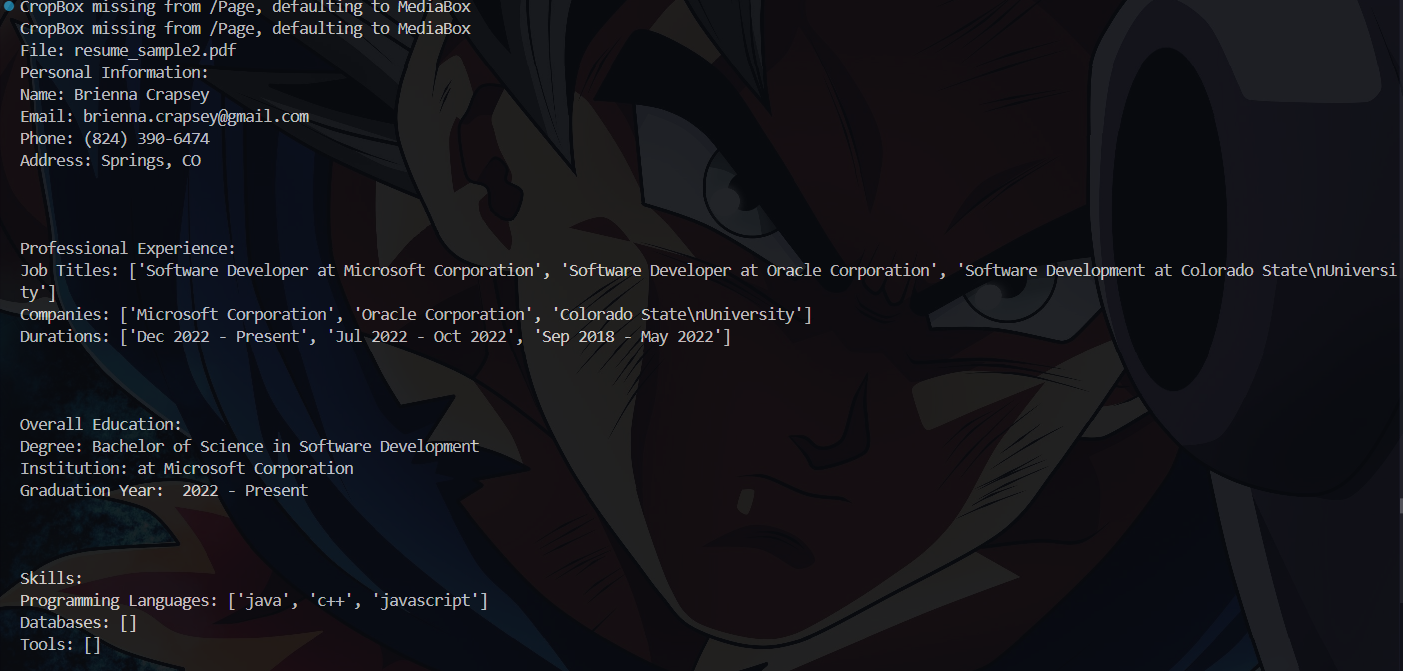 CropBox missing from /Page, defaulting to MediaBox
CropBox missing from /Page, defaulting to MediaBox
File: resume_sample2.pdf
Personal Information:
Name: Brienna Crapsey
Email: brienna.crapsey@gmail.com
Phone: (824) 390-6474
Address: Springs, CO
Professional Experience:
Job Titles: ['Software Developer at Microsoft Corporation', 'Software Developer at Oracle Corporation', 'Software Development at Colorado State\nUniversi
ty']
Companies: ['Microsoft Corporation', 'Oracle Corporation', 'Colorado State\nUniversity']
Durations: ['Dec 2022 - Present', 'Jul 2022 - Oct 2022', 'Sep 2018 - May 2022']
Overall Education:
Degree: Bachelor of Science in Software Development
Institution: at Microsoft Corporation
Graduation Year:  2022 - Present
Skills:
Programming Languages: ['java', 'c++', 'javascript']
Databases: []
Tools: []